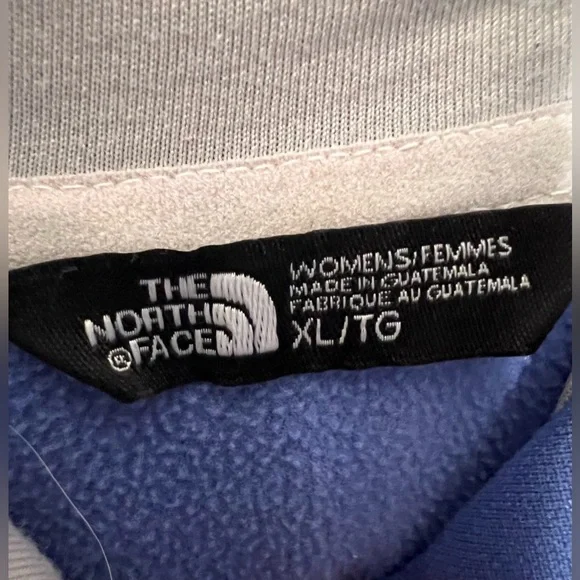 THE
NORTH
FACE
®
WOMENS/FEMMES
MADE IN GUATEMALA
FABRIQUE AU GUATEMALA
XL/TG